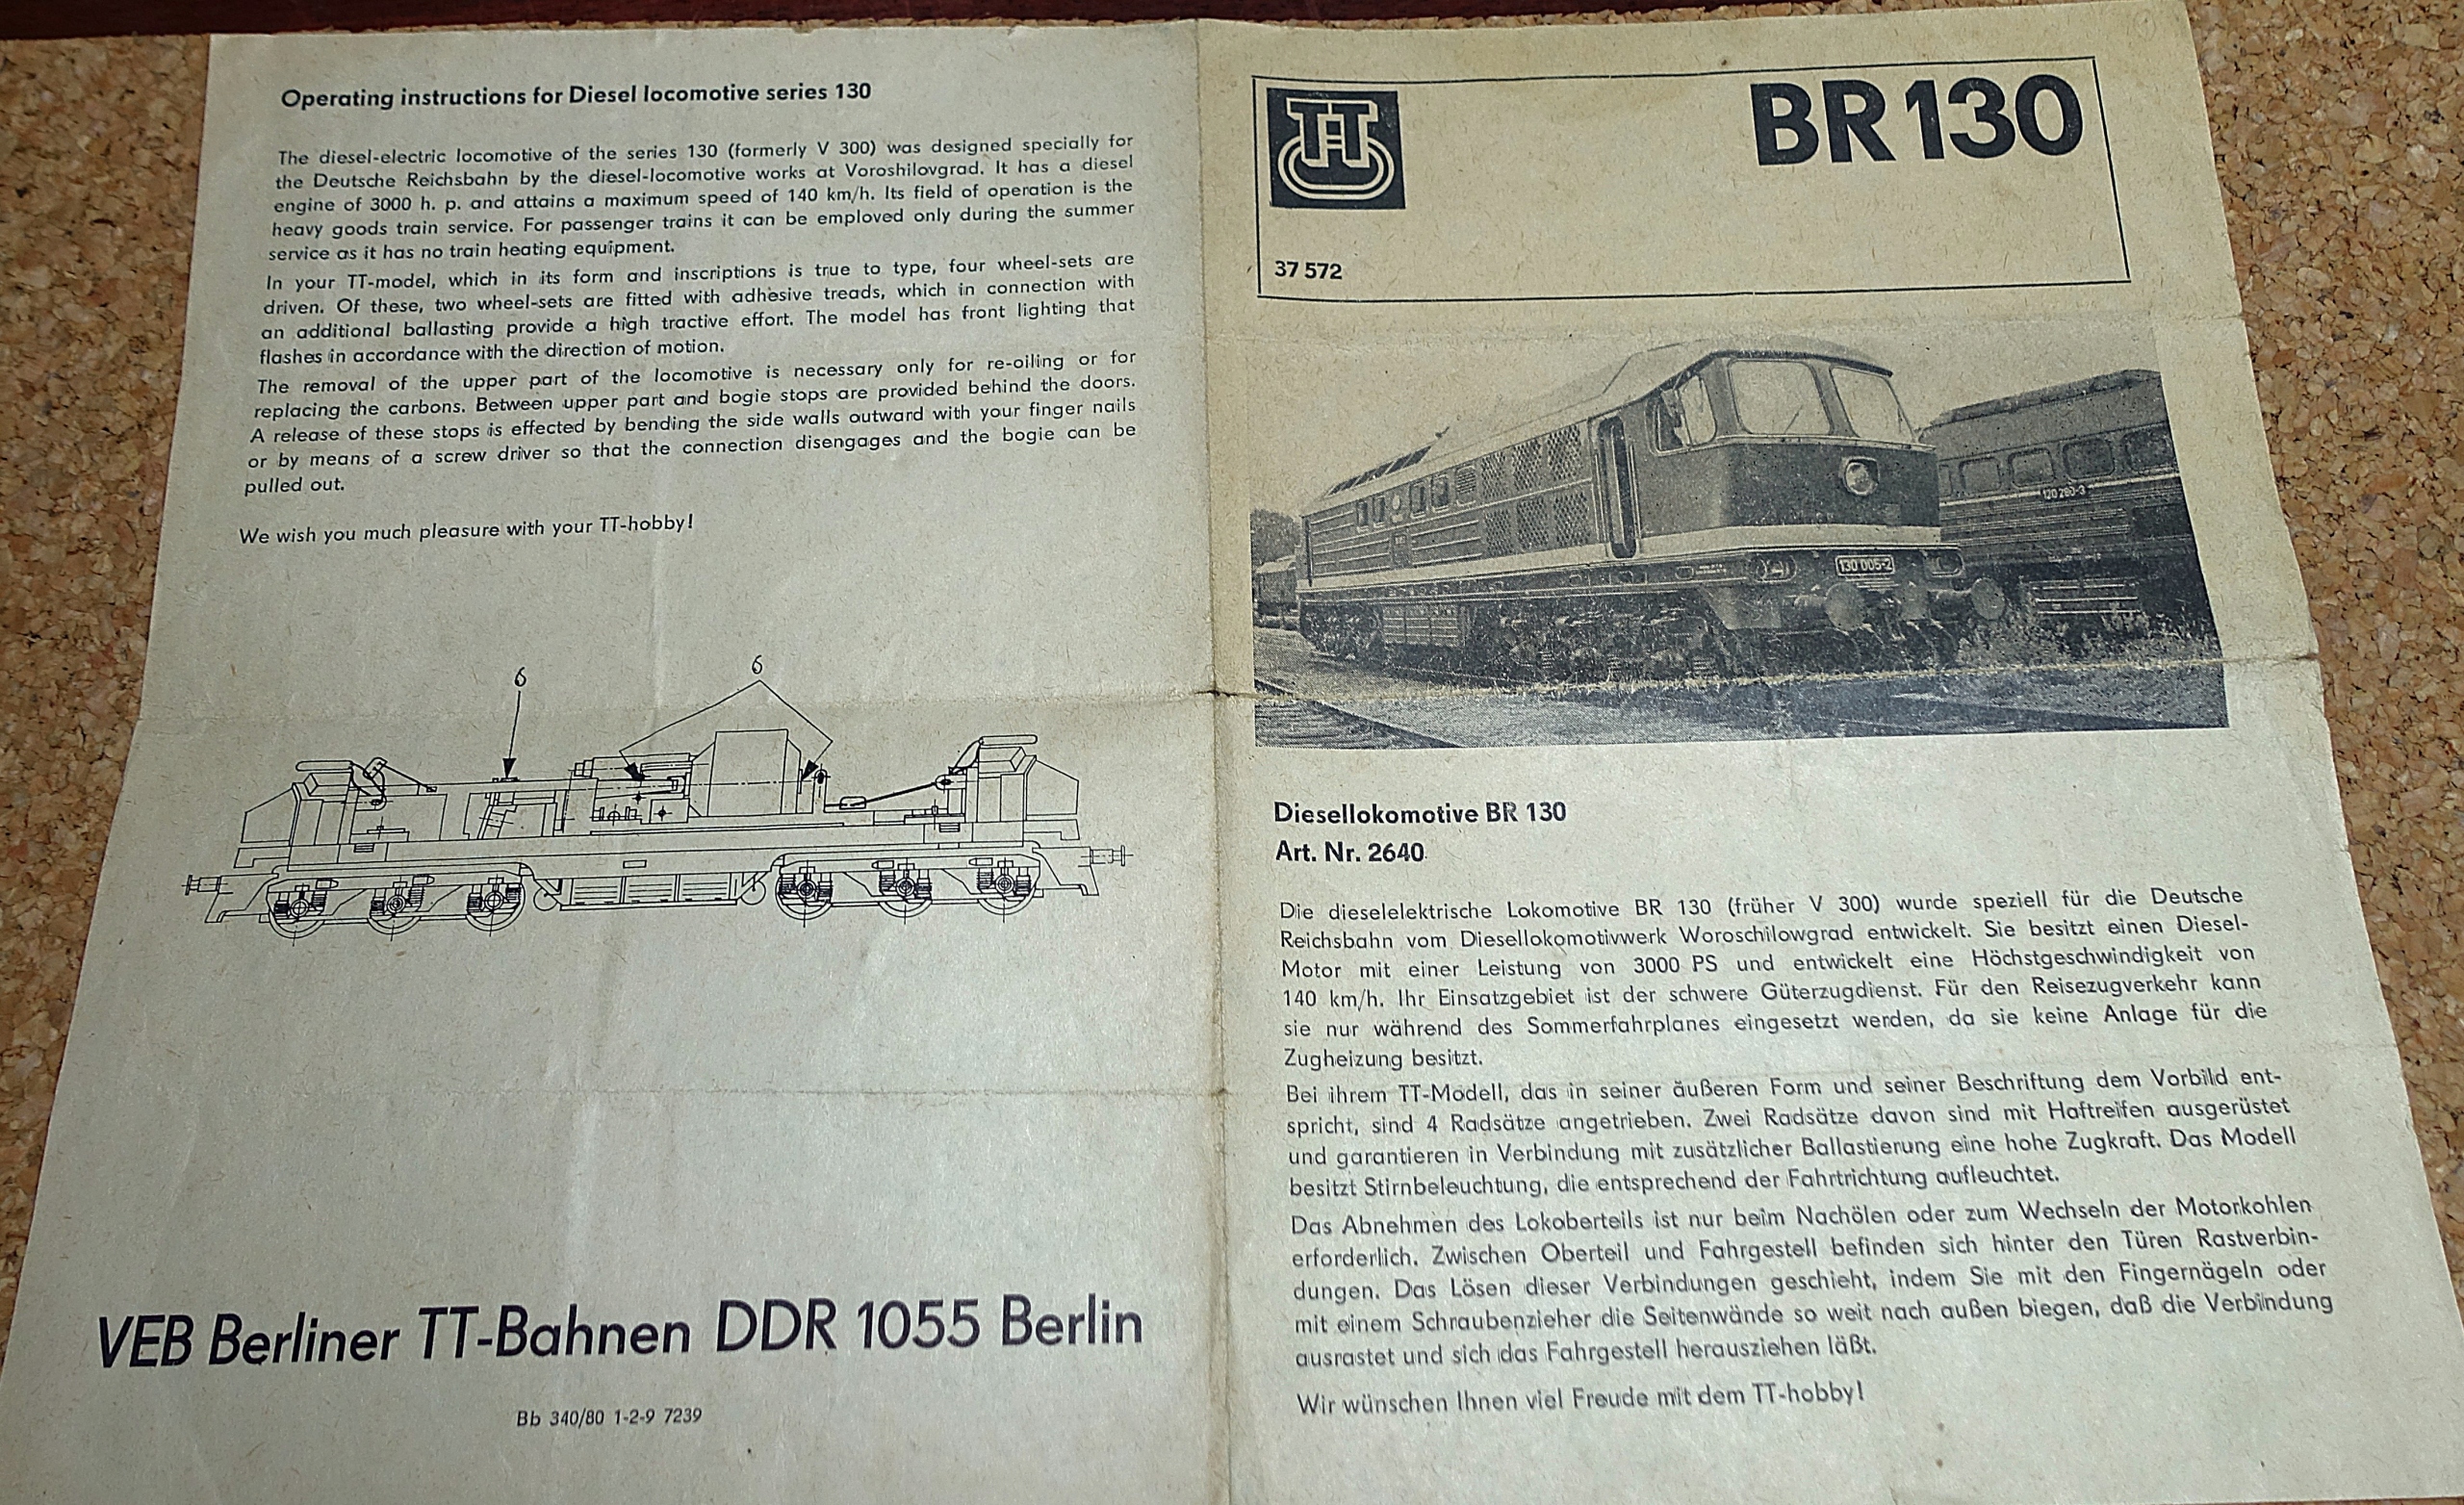 Operating instructions for Diesel locomotive series 130
The diesel-electric locomotive of the series 130 (formerly V 300) was designed specially for
the Deutsche Reichsbahn by the diesel-locomotive works at Voroshilovgrad. It has a diesel
engine of 3000 h. p. and attains a maximum speed of 140 km/h. Its field of operation is the
heavy goods train service. For passenger trains it can be emploved only during the summer
service as it has no train heating equipment.
In your TT-model, which in its form and inscriptions is true to type, four wheel-sets are
driven. Of these, two wheel-sets are fitted with adhesive treads, which in connection with
an additional ballasting provide a high tractive effort. The model has front lighting that
flashes in accordance with the direction of motion.
The removal of the upper part of the locomotive is necessary only for re-oiling or for
replacing the carbons. Between upper part and bogie stops are provided behind the doors.
A release of these stops is effected by bending the side walls outward with your finger nails
or by means of a screw driver so that the connection disengages and the bogie can be
pulled out.
We wish you much pleasure with your TT-hobby!
6
6
VEB Berliner TT-Bahnen DDR 1055 Berlin
Bb 340/80 1-2-9 7239
TT
BR 130
37 572
120 280-3
130 005-2
Diesellokomotive BR 130
Art. Nr. 2640
Die dieselelektrische Lokomotive BR 130 (früher V 300) wurde speziell für die Deutsche
Reichsbahn vom Diesellokomotivwerk Woroschilowgrad entwickelt. Sie besitzt einen Diesel-
Motor mit einer Leistung von 3000 PS und entwickelt eine Höchstgeschwindigkeit von
140 km/h. Ihr Einsatzgebiet ist der schwere Güterzugdienst. Für den Reisezugverkehr kann
sie nur während des Sommerfahrplanes eingesetzt werden, da sie keine Anlage für die
Zugheizung besitzt.
Bei ihrem TT-Modell, das in seiner äußeren Form und seiner Beschriftung dem Vorbild ent-
spricht, sind 4 Radsätze angetrieben. Zwei Radsätze davon sind mit Haftreifen ausgerüstet
und garantieren in Verbindung mit zusätzlicher Ballastierung eine hohe Zugkraft. Das Modell
besitzt Stirnbeleuchtung, die entsprechend der Fahrtrichtung aufleuchtet.
Das Abnehmen des Lokoberteils ist nur beim Nachölen oder zum Wechseln der Motorkohlen
erforderlich. Zwischen Oberteil und Fahrgestell befinden sich hinter den Türen Rastverbin-
dungen. Das Lösen dieser Verbindungen geschieht, indem Sie mit den Fingernägeln oder
mit einem Schraubenzieher die Seitenwände so weit nach außen biegen, daß die Verbindung
ausrastet und sich das Fahrgestell herausziehen läßt.
Wir wünschen Ihnen viel Freude mit dem TT-hobby!